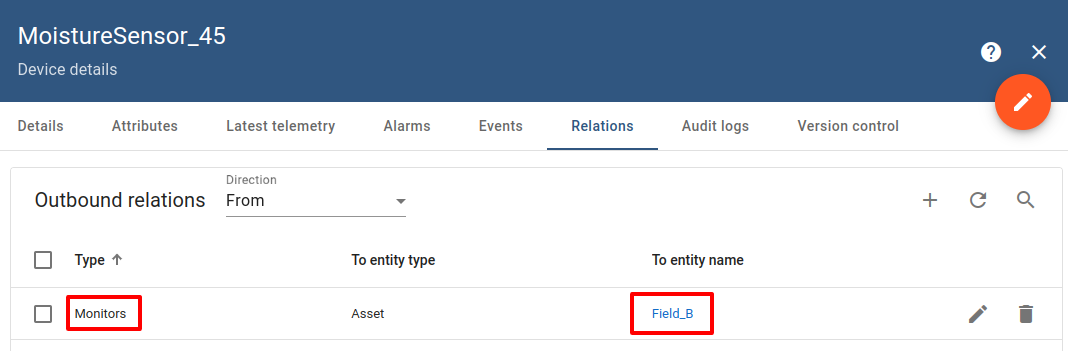 MoistureSensor_45
Device details
Details Attributes Latest telemetry Alarms Events Relations Audit logs Version control
Direction
Outbound relations From
Type To entity type To entity name
Monitors Asset Field_B